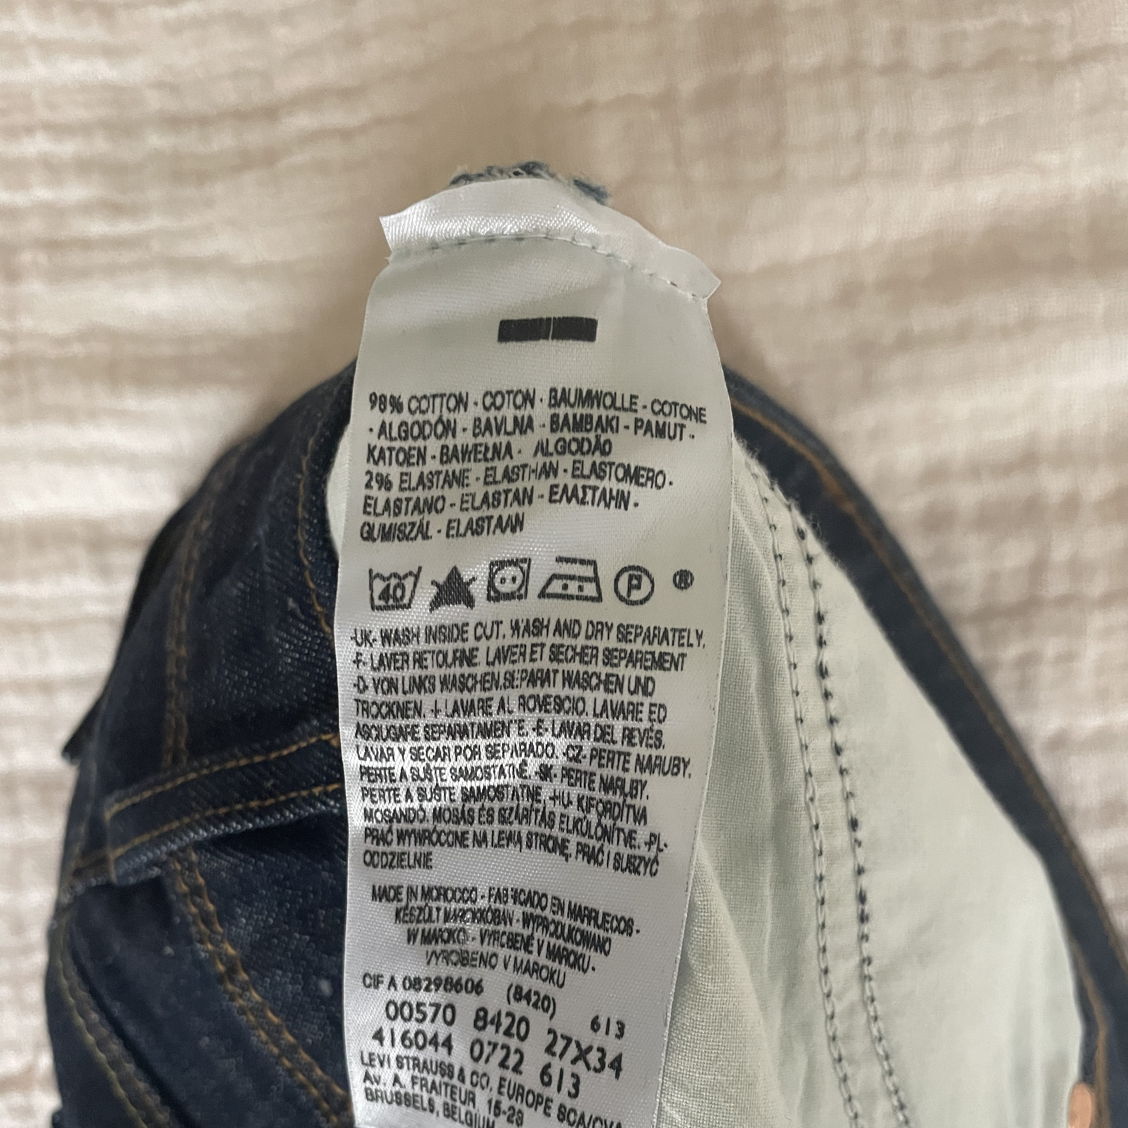 98% COTTON - COTON - BAUMWOLLE - COTONE
- ALGODÓN - BAVLNA - BAMBAKI - PAMUT -
KATOEN - BAWEŁNA - ALGODÃO
2% ELASTANE - ELASTHAN - ELASTOMERO -
ELASTANO - ELASTAN - ΕΛΑΣΤΑΗΝ -
GUMISZÁL - ELASTAAN
40 P ®
-UK- WASH INSIDE OUT. WASH AND DRY SEPARATELY.
-F- LAVER RETOURNE. LAVER ET SECHER SEPAREMENT
-D VON LINKS WASCHEN.SEPARAT WASCHEN UND
TROCKNEN. -I- LAVARE AL ROVESCIO. LAVARE ED
ASCIUGARE SEPARATAMENTE. -E- LAVAR DEL REVÉS.
LAVAR Y SECAR POR SEPARADO. -CZ- PERTE NARUBY.
PERTE A SUŠTE SAMOSTATNĚ. -SK- PERTE NARUBY.
PERTE A SUŠTE SAMOSTATNE. -HU- KIFORDÍTVA
MOSANDÓ. MOSÁS ÉS SZÁRÍTÁS ELKÜLÖNÍTVE. -PL-
PRAĆ WYWRÓCONE NA LEWĄ STRONĘ. PRAĆ I SUSZYĆ
ODDZIELNIE
MADE IN MOROCCO - FABRICADO EN MARRUECOS -
KÉSZÜLT MAROKKÓBAN - WYPRODUKOWANO
W MAROKO - VYROBENÉ V MAROKU -
VYROBENO V MAROKU
CIF A 08298606 (8420)
00570 8420 613
416044 0722 27X34
613
LEVI STRAUSS & CO. EUROPE SCA/CVA
AV. A. FRAITEUR 15-23
BRUSSELS, BELGIUM